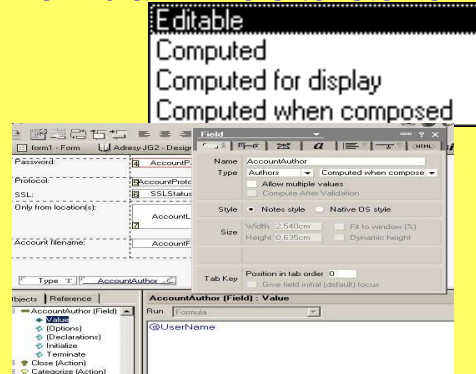 Editable
Computed
Computed for display
Computed when composed
Field
form1 - Form Adresy JG2 - Design
HTML
Password: AccountP
Name AccountAuthor
Type Authors Computed when compose
Protocol: AccountProto
Allow multiple values
SSL: SSLStatus
Compute After Validation
Only from location(s):
Style Notes style Native OS style
AccountL
Size Width: 2,540cm Fit to window (%)
Height: 0,635cm Dynamic height
Account filename: AccountF
Tab Key Position in tab order 0
Give field initial (default) focus
Type T AccountAuthor
bjects Reference
AccountAuthor (Field) : Value
AccountAuthor (Field)
Run Formula
Value
@UserName
(Options)
(Declarations)
Initialize
Terminate
Close (Action)
Categorize (Action)